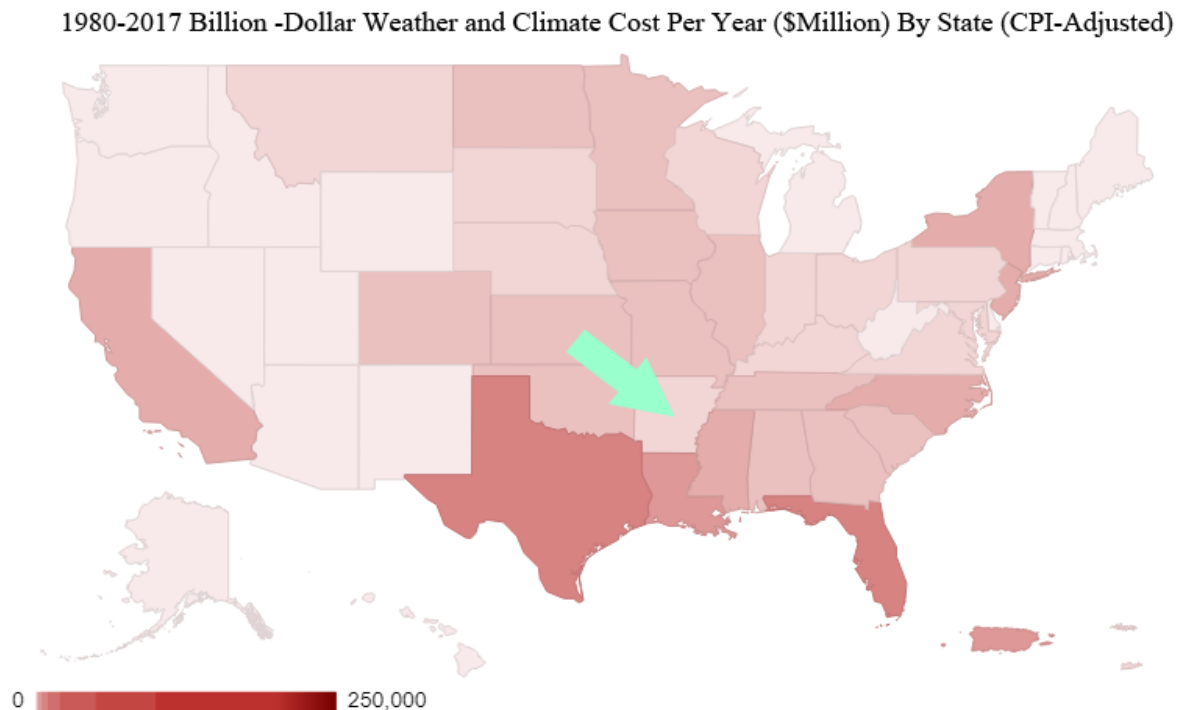 1980-2017 Billion -Dollar Weather and Climate Cost Per Year ($Million) By State (CPI-Adjusted)
0 250,000